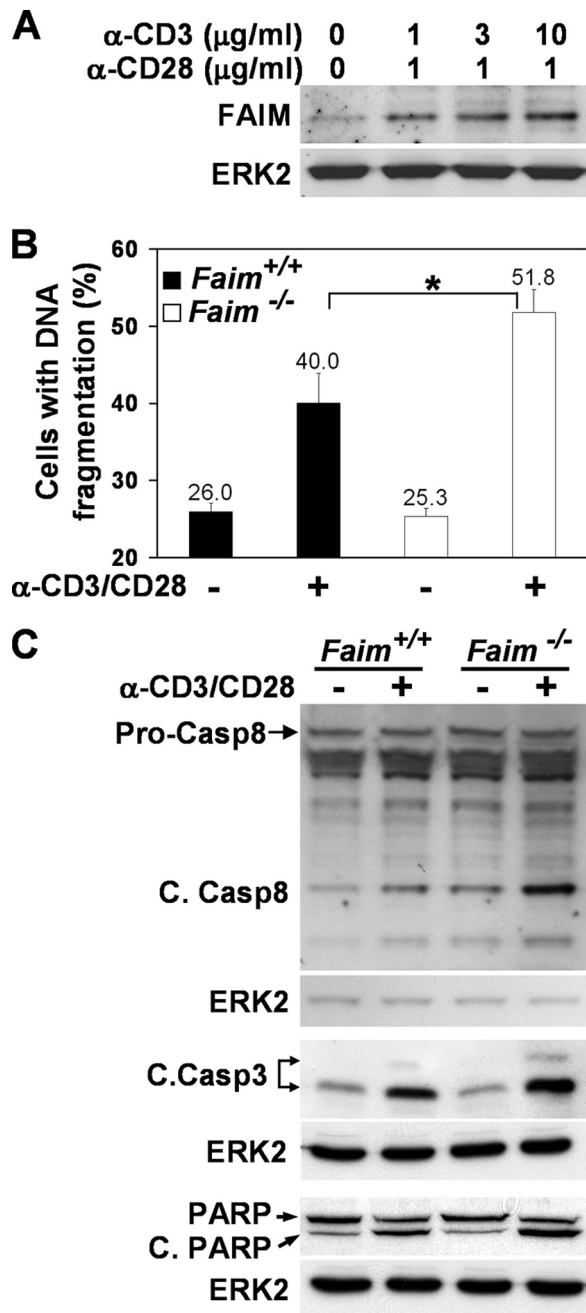 A
α-CD3 (μg/ml) 0 1 3 10
α-CD28 (μg/ml) 0 1 1 1
FAIM
ERK2
B
Cells with DNA
fragmentation (%)
60
50
40
30
20
Faim+/+
Faim -/-
*
26.0
40.0
25.3
51.8
α-CD3/CD28 - + - +
C
Faim+/+ Faim -/-
α-CD3/CD28 - + - +
Pro-Casp8
C. Casp8
ERK2
C.Casp3
ERK2
PARP
C. PARP
ERK2